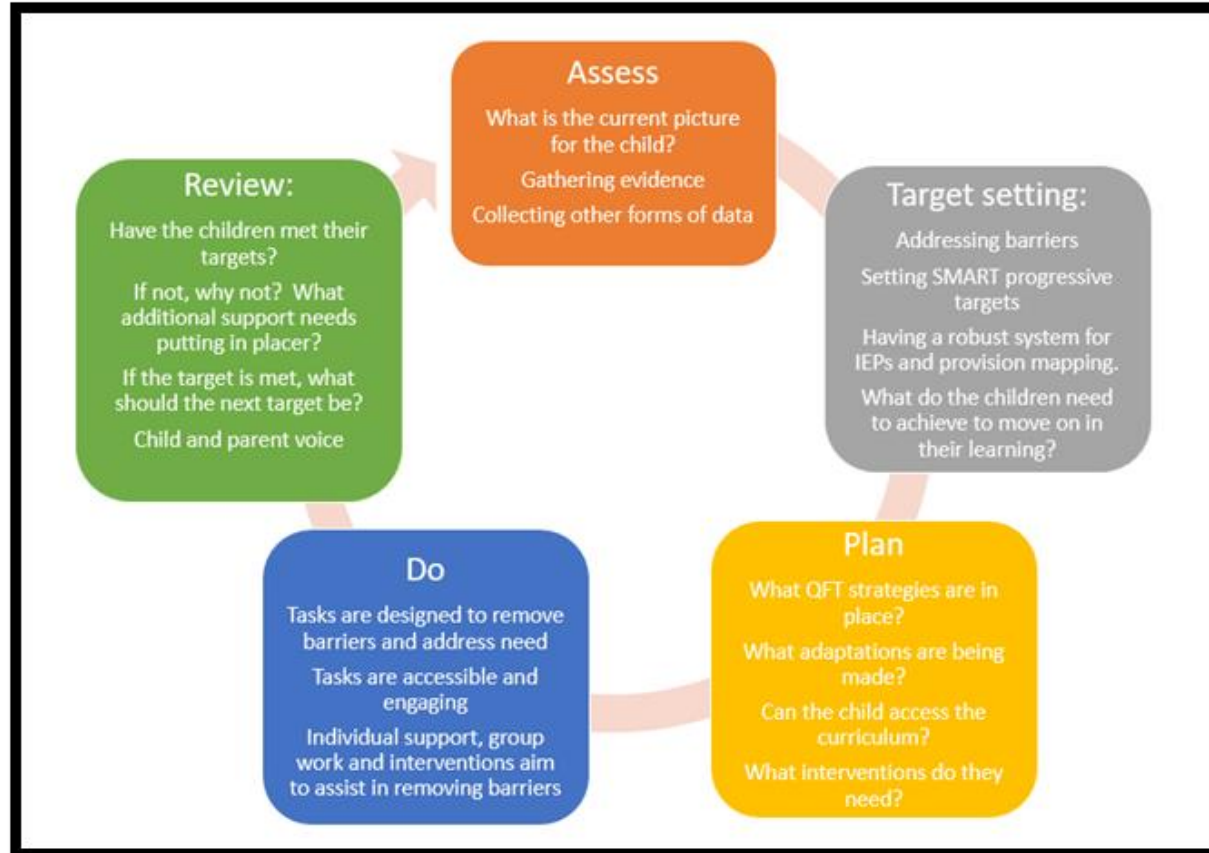 Assess
What is the current picture
for the child?
Gathering evidence
Collecting other forms of data
Target setting:
Addressing barriers
Setting SMART progressive
targets
Having a robust system for
IEPs and provision mapping.
What do the children need
to achieve to move on in
their learning?
Plan
What QFT strategies are in
place?
What adaptations are being
made?
Can the child access the
curriculum?
What interventions do they
need?
Do
Tasks are designed to remove
barriers and address need
Tasks are accessible and
engaging
Individual support, group
work and interventions aim
to assist in removing barriers
Review:
Have the children met their
targets?
If not, why not?  What
additional support needs
putting in placer?
If the target is met, what
should the next target be?
Child and parent voice